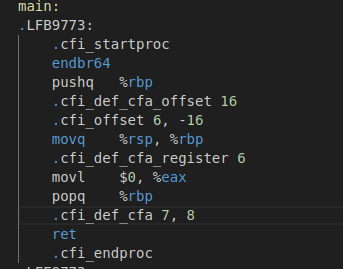 main:
.LFB9773:
.cfi_startproc
endbr64
pushq %rbp
.cfi_def_cfa_offset 16
.cfi_offset 6, -16
movq %rsp, %rbp
.cfi_def_cfa_register 6
movl $0, %eax
popq %rbp
.cfi_def_cfa 7, 8
ret
.cfi_endproc